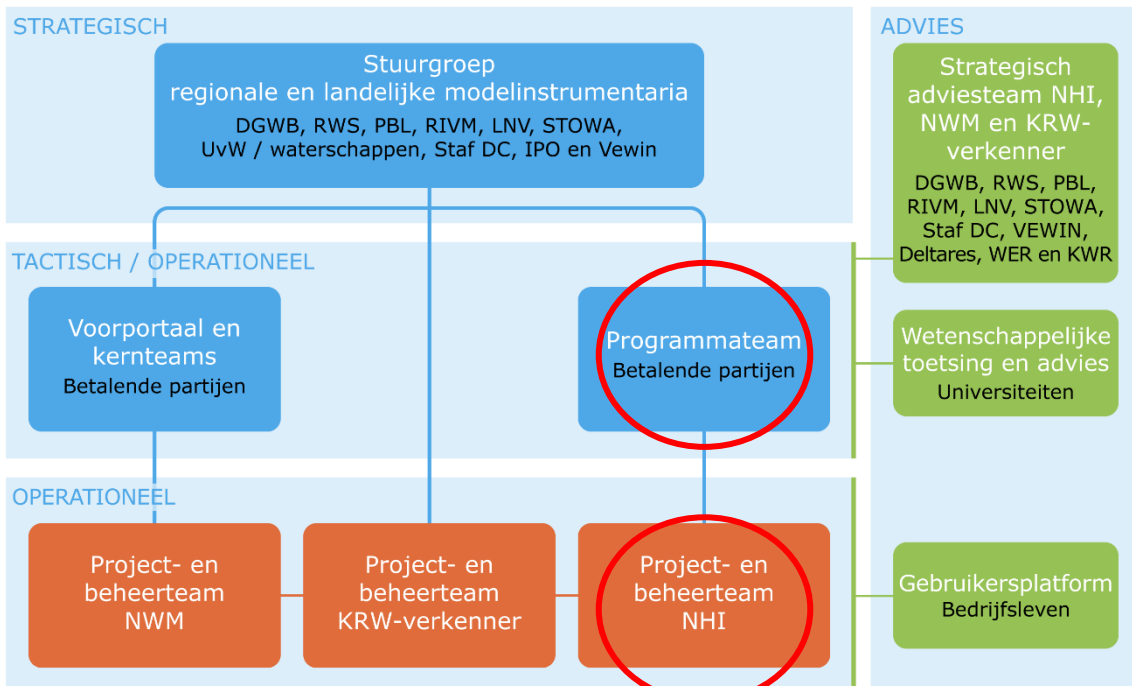 STRATEGISCH
Stuurgroep
regionale en landelijke modelinstrumentaria
DGWB, RWS, PBL, RIVM, LNV, STOWA,
UvW / waterschappen, Staf DC, IPO en Vewin
TACTISCH / OPERATIONEEL
Voorportaal en
kernteams
Betalende partijen
Programmateam
Betalende partijen
OPERATIONEEL
Project- en
beheerteam
NWM
Project- en
beheerteam
KRW-verkenner
Project- en
beheerteam
NHI
ADVIES
Strategisch
adviesteam NHI,
NWM en KRW-
verkenner
DGWB, RWS, PBL,
RIVM, LNV, STOWA,
Staf DC, VEWIN,
Deltares, WER en KWR
Wetenschappelijke
toetsing en advies
Universiteiten
Gebruikersplatform
Bedrijfsleven